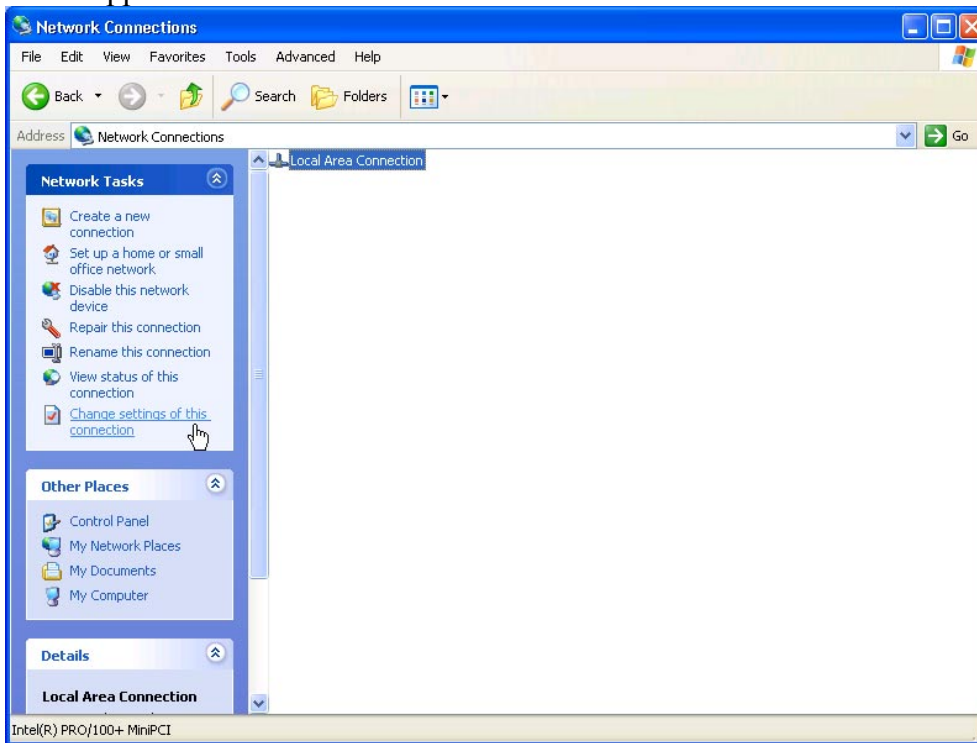 Network Connections
File Edit View Favorites Tools Advanced Help
Back Search Folders
Address Network Connections Go
Local Area Connection
Network Tasks
Create a new
connection
Set up a home or small
office network
Disable this network
device
Repair this connection
Rename this connection
View status of this
connection
Change settings of this
connection
Other Places
Control Panel
My Network Places
My Documents
My Computer
Details
Local Area Connection
Intel(R) PRO/100+ MiniPCI